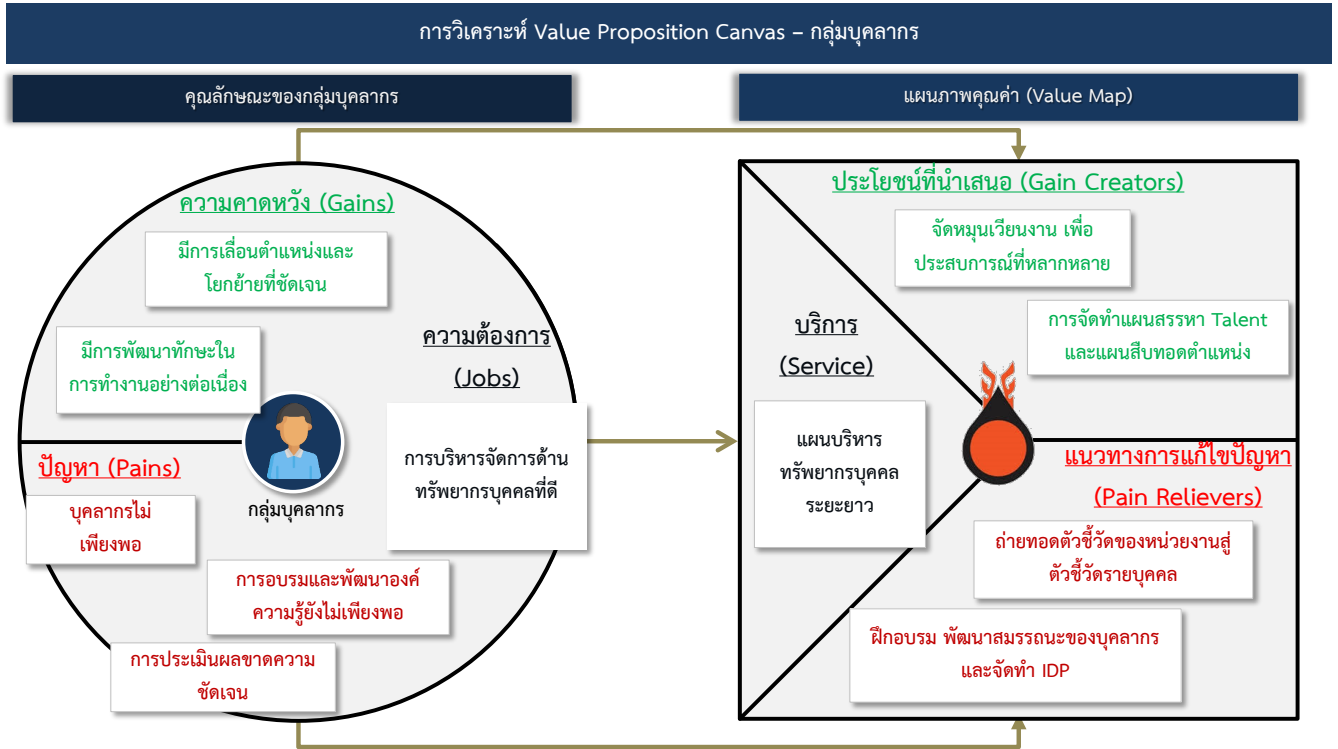 การวิเคราะห์ Value Proposition Canvas – กลุ่มบุคลากร
คุณลักษณะของกลุ่มบุคลากร
ความคาดหวัง (Gains)
มีการเลื่อนตำแหน่งและ
โยกย้ายที่ชัดเจน
มีการพัฒนาทักษะใน
การทำงานอย่างต่อเนื่อง
ความต้องการ
(Jobs)
การบริหารจัดการด้าน
ทรัพยากรบุคคลที่ดี
กลุ่มบุคลากร
ปัญหา (Pains)
บุคลากรไม่
เพียงพอ
การอบรมและพัฒนาองค์
ความรู้ยังไม่เพียงพอ
การประเมินผลขาดความ
ชัดเจน
แผนภาพคุณค่า (Value Map)
ประโยชน์ที่นำเสนอ (Gain Creators)
จัดหมุนเวียนงาน เพื่อ
ประสบการณ์ที่หลากหลาย
การจัดทำแผนสรรหา Talent
และแผนสืบทอดตำแหน่ง
บริการ
(Service)
แผนบริหาร
ทรัพยากรบุคคล
ระยะยาว
แนวทางการแก้ไขปัญหา
(Pain Relievers)
ถ่ายทอดตัวชี้วัดของหน่วยงานสู่
ตัวชี้วัดรายบุคคล
ฝึกอบรม พัฒนาสมรรถนะของบุคลากร
และจัดทำ IDP